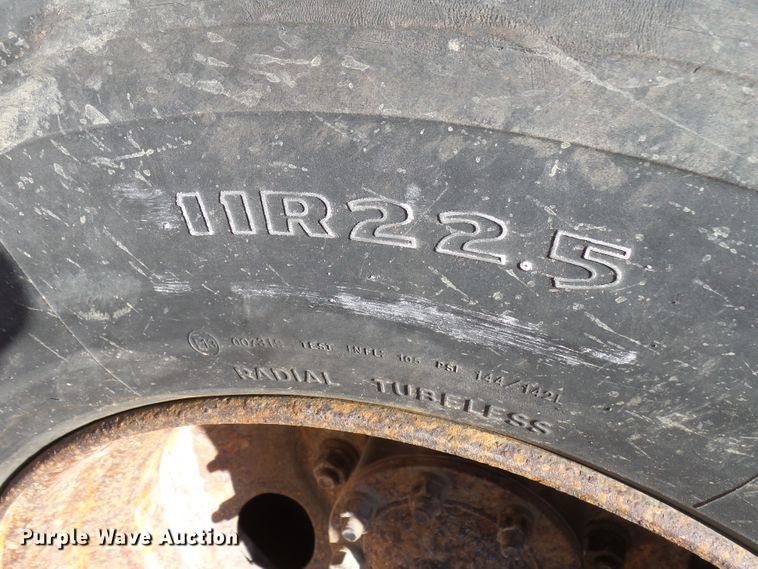 11R22.5
TEST INFL 105 PSI 144/142L
RADIAL TUBELESS
Purple Wave Auction